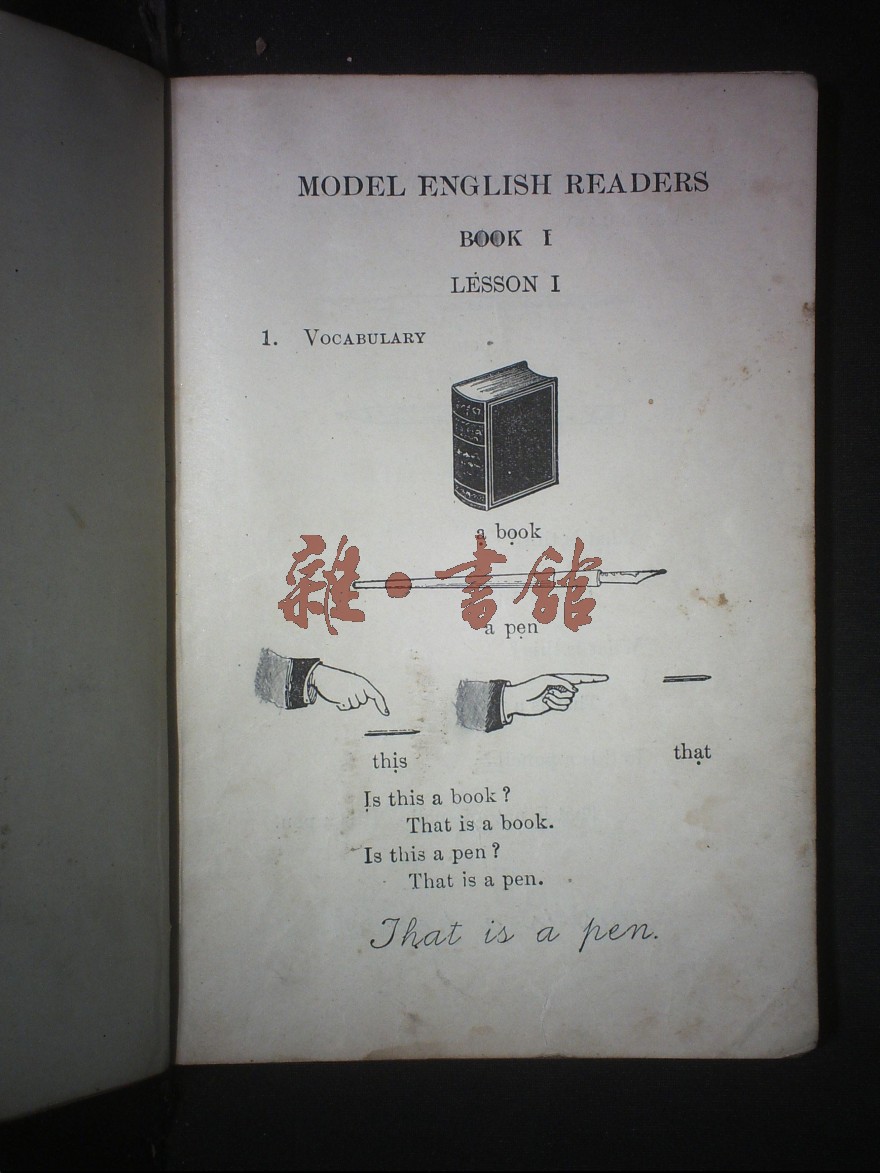 MODEL ENGLISH READERS
BOOK I
LESSON I
1. VOCABULARY
a book
雜·書館
a pen
this
that
Is this a book?
That is a book.
Is this a pen?
That is a pen.
That is a pen.